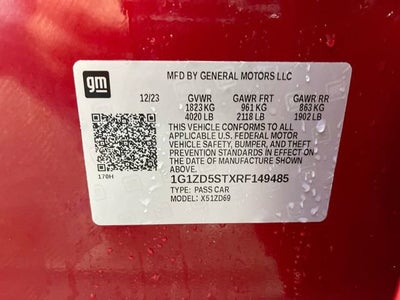 gm
MFD BY GENERAL MOTORS LLC
12/23 GVWR GAWR FRT GAWR RR
1823 KG 961 KG 863 KG
4020 LB 2118 LB 1902 LB
THIS VEHICLE CONFORMS TO ALL
APPLICABLE U.S. FEDERAL MOTOR
VEHICLE SAFETY, BUMPER, AND THEFT
PREVENTION STANDARDS IN EFFECT
ON THE DATE OF MANUFACTURE SHOWN
ABOVE.
170H
1G1ZD5STXRF149485
TYPE: PASS CAR
MODEL: X51ZD69